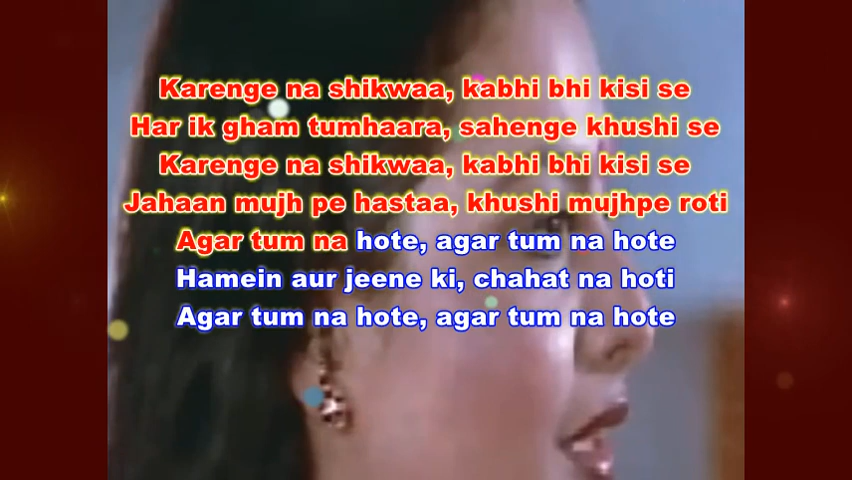 Karenge na shikwaa, kabhi bhi kisi se
Har ik gham tumhaara, sahenge khushi se
Karenge na shikwaa, kabhi bhi kisi se
Jahaan mujh pe hastaa, khushi mujhpe roti
Agar tum na hote, agar tum na hote
Hamein aur jeene ki, chahat na hoti
Agar tum na hote, agar tum na hote